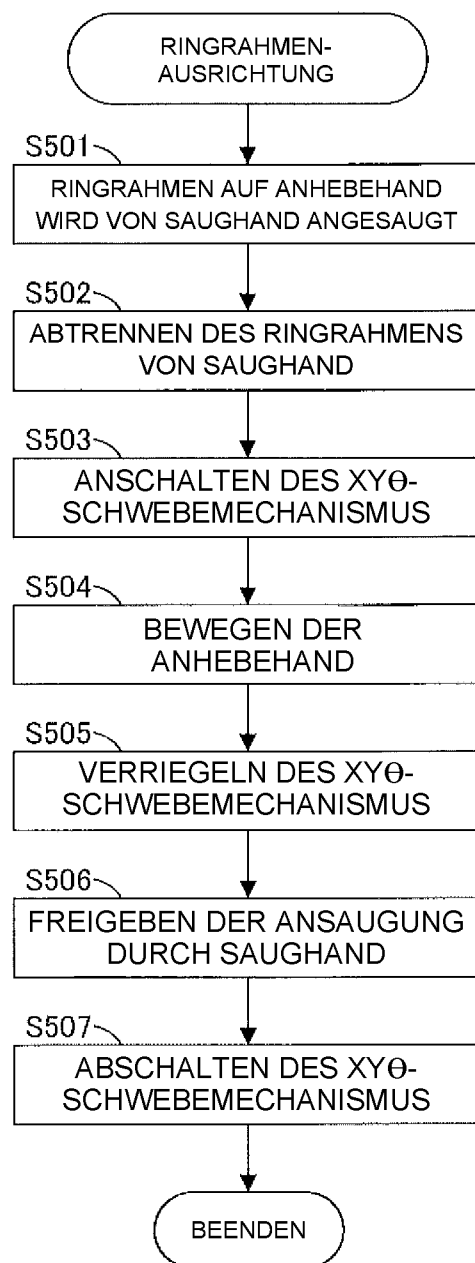 RINGRAHMEN-
AUSRICHTUNG
S501
RINGRAHMEN AUF ANHEBEHAND
WIRD VON SAUGHAND ANGESAUGT
S502
ABTRENNEN DES RINGRAHMENS
VON SAUGHAND
S503
ANSCHALTEN DES XYΘ-
SCHWEBEMECHANISMUS
S504
BEWEGEN DER
ANHEBEHAND
S505
VERRIEGELN DES XYΘ-
SCHWEBEMECHANISMUS
S506
FREIGEBEN DER ANSAUGUNG
DURCH SAUGHAND
S507
ABSCHALTEN DES XYΘ-
SCHWEBEMECHANISMUS
BEENDEN